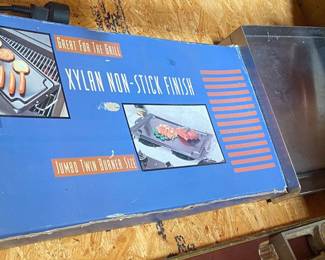 GREAT FOR THE GRILL
XYLAN NON-STICK FINISH
JUMBO TWIN BURNER SIZE